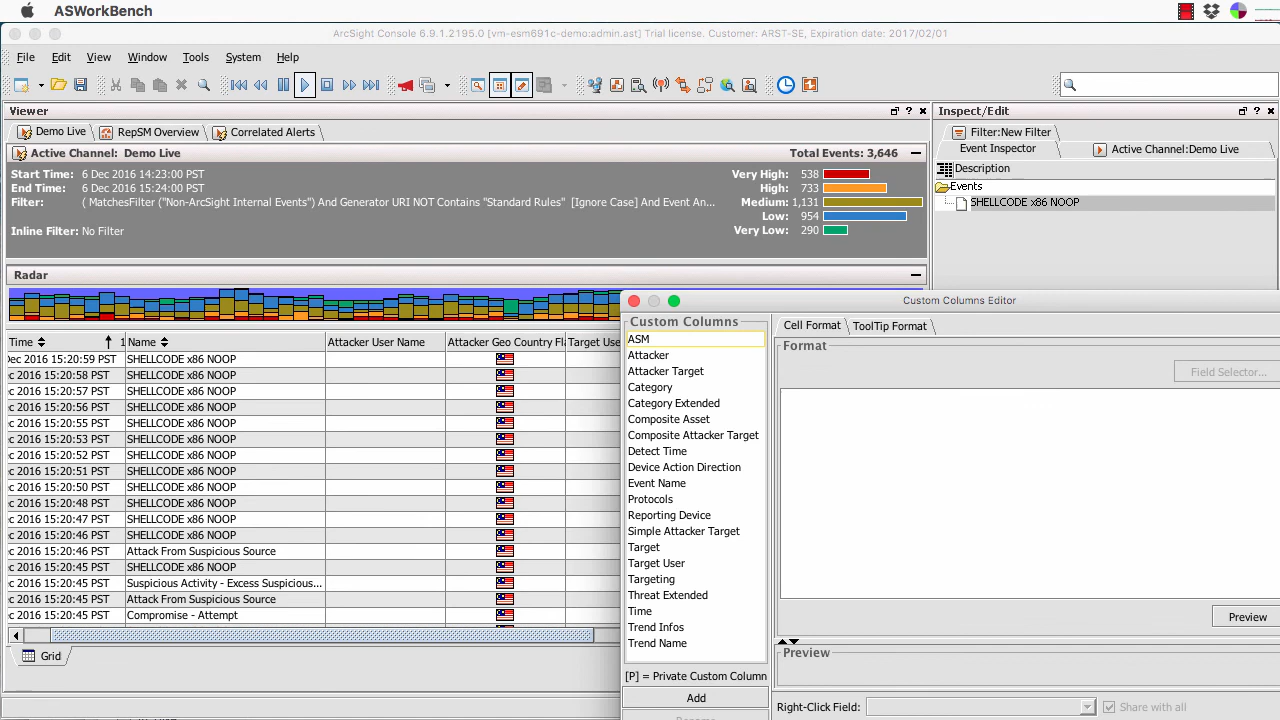 ASWorkBench
ArcSight Console 6.9.1.2195.0 [vm-esm691c-demo:admin.ast] Trial license. Customer: ARST-SE, Expiration date: 2017/02/01
File Edit View Window Tools System Help
Viewer
Inspect/Edit
Demo Live RepSM Overview Correlated Alerts
Active Channel: Demo Live Total Events: 3,646
Start Time: 6 Dec 2016 14:23:00 PST
End Time: 6 Dec 2016 15:24:00 PST
Filter: ( MatchesFilter ("Non-ArcSight Internal Events") And Generator URI NOT Contains "Standard Rules" [Ignore Case] And Event An...
Inline Filter: No Filter
Very High: 538
High: 733
Medium: 1,131
Low: 954
Very Low: 290
Filter:New Filter
Event Inspector Active Channel:Demo Live
Description
Events
SHELLCODE x86 NOOP
Radar
Time 1 Name Attacker User Name Attacker Geo Country Fl Target Use
Dec 2016 15:20:59 PST SHELLCODE x86 NOOP
c 2016 15:20:58 PST SHELLCODE x86 NOOP
c 2016 15:20:57 PST SHELLCODE x86 NOOP
c 2016 15:20:56 PST SHELLCODE x86 NOOP
c 2016 15:20:55 PST SHELLCODE x86 NOOP
c 2016 15:20:53 PST SHELLCODE x86 NOOP
c 2016 15:20:52 PST SHELLCODE x86 NOOP
c 2016 15:20:51 PST SHELLCODE x86 NOOP
c 2016 15:20:50 PST SHELLCODE x86 NOOP
c 2016 15:20:48 PST SHELLCODE x86 NOOP
c 2016 15:20:47 PST SHELLCODE x86 NOOP
c 2016 15:20:46 PST SHELLCODE x86 NOOP
c 2016 15:20:46 PST Attack From Suspicious Source
c 2016 15:20:45 PST SHELLCODE x86 NOOP
c 2016 15:20:45 PST Suspicious Activity - Excess Suspicious...
c 2016 15:20:45 PST Attack From Suspicious Source
c 2016 15:20:45 PST Compromise - Attempt
Grid
Custom Columns Editor
Custom Columns
ASM
Attacker
Attacker Target
Category
Category Extended
Composite Asset
Composite Attacker Target
Detect Time
Device Action Direction
Event Name
Protocols
Reporting Device
Simple Attacker Target
Target
Target User
Targeting
Threat Extended
Time
Trend Infos
Trend Name
[P] = Private Custom Column
Add
Cell Format ToolTip Format
Format
Field Selector...
Preview
Preview
Right-Click Field: Share with all